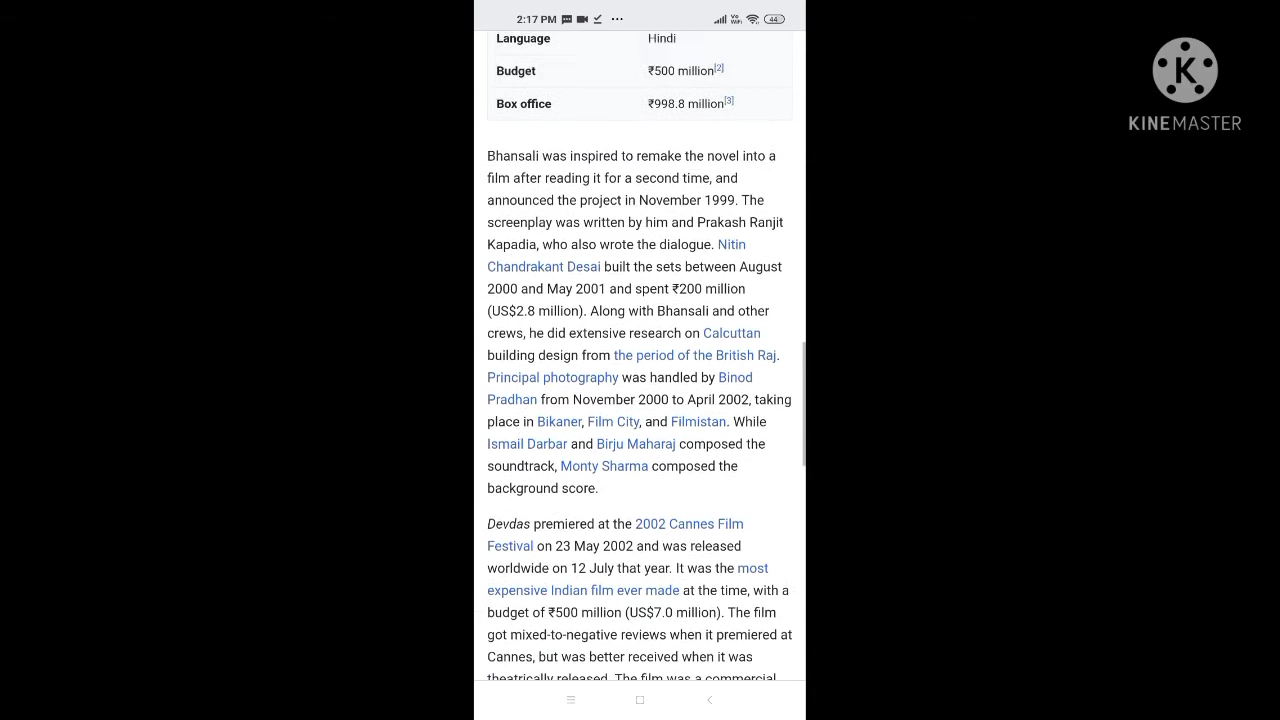 2:17 PM
Vo
WiFi
44
K
KINEMASTER
Language Hindi
Budget ₹500 million[2]
Box office ₹998.8 million[3]
Bhansali was inspired to remake the novel into a
film after reading it for a second time, and
announced the project in November 1999. The
screenplay was written by him and Prakash Ranjit
Kapadia, who also wrote the dialogue. Nitin
Chandrakant Desai built the sets between August
2000 and May 2001 and spent ₹200 million
(US$2.8 million). Along with Bhansali and other
crews, he did extensive research on Calcuttan
building design from the period of the British Raj.
Principal photography was handled by Binod
Pradhan from November 2000 to April 2002, taking
place in Bikaner, Film City, and Filmistan. While
Ismail Darbar and Birju Maharaj composed the
soundtrack, Monty Sharma composed the
background score.
Devdas premiered at the 2002 Cannes Film
Festival on 23 May 2002 and was released
worldwide on 12 July that year. It was the most
expensive Indian film ever made at the time, with a
budget of ₹500 million (US$7.0 million). The film
got mixed-to-negative reviews when it premiered at
Cannes, but was better received when it was
theatrically released. The film was a commercial